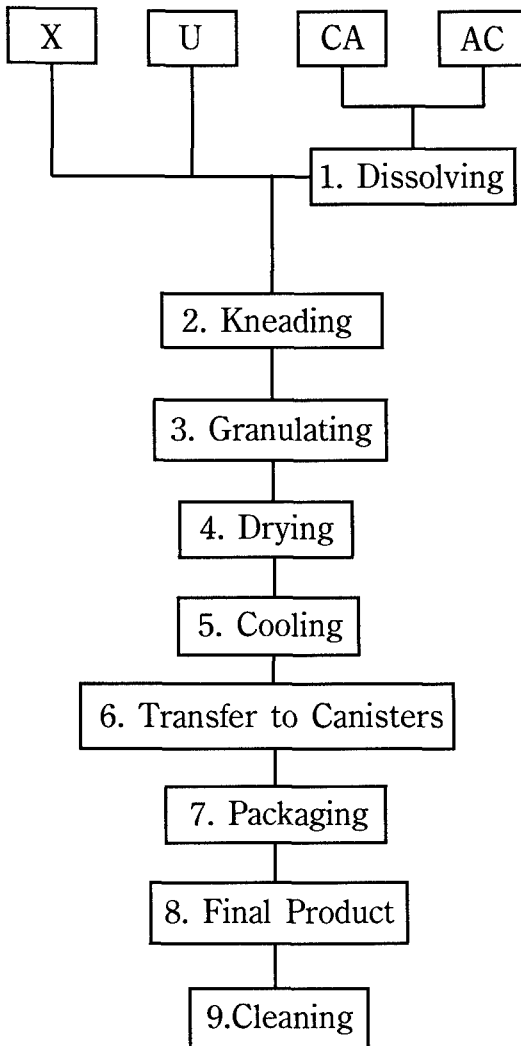 X
U
CA
AC
1. Dissolving
2. Kneading
3. Granulating
4. Drying
5. Cooling
6. Transfer to Canisters
7. Packaging
8. Final Product
9.Cleaning